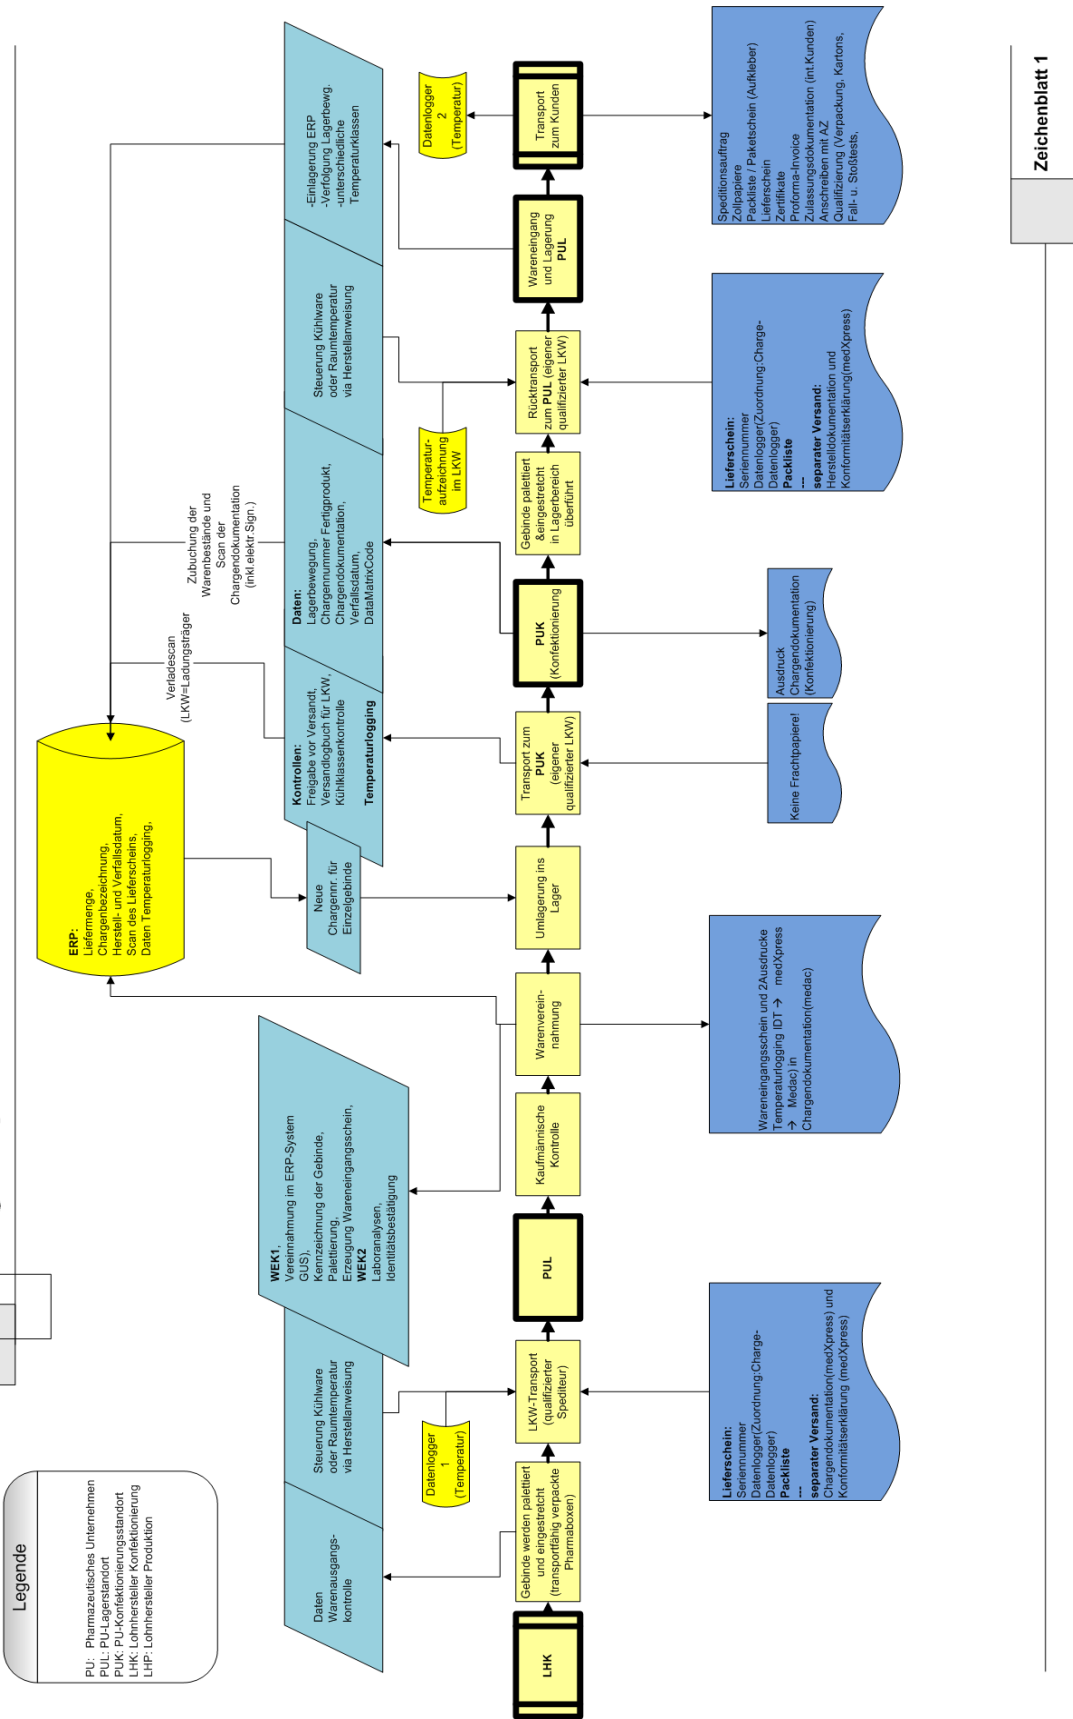 Legende
PU: Pharmazeutisches Unternehmen
PUL: PU-Lagerstandort
PUK: PU-Konfektionierungsstandort
LHK: Lohnhersteller Konfektionierung
LHP: Lohnhersteller Produktion
ERP:
Liefermenge,
Chargenbezeichnung,
Herstell- und Verfallsdatum,
Scan des Lieferscheins,
Daten Temperaturlogging,
Verladescan
(LKW=Ladungsträger)
Zubuchung der
Warenbestände und
Scan der
Chargendokumentation
(inkl.elektr.Sign.)
Daten
Warenausgangs-
kontrolle
Steuerung Kühlware
oder Raumtemperatur
via Herstellanweisung
WEK1,
Vereinnahmung im ERP-System
GUS),
Kennzeichnung der Gebinde,
Palettierung,
Erzeugung Wareneingangsschein,
WEK2
Laboranalysen,
Identitätsbestätigung
Neue
Chargennr. für
Einzelgebinde
Kontrollen:
Freigabe vor Versandt,
Versandlogbuch für LKW,
Kühlklassenkontrolle
Temperaturlogging
Daten:
Lagerbewegung,
Chargennummer Fertigprodukt,
Chargendokumentation,
Verfallsdatum,
DataMatrixCode
Steuerung Kühlware
oder Raumtemperatur
via Herstellanweisung
-Einlagerung ERP
-Verfolgung Lagerbewg.
-unterschiedliche
Temperaturklassen
Datenlogger
1
(Temperatur)
Temperatur-
aufzeichnung
im LKW
Datenlogger
2
(Temperatur)
LHK
Gebinde werden palettiert
und eingestretcht
(transportfähig verpackte
Pharmaboxen)
LKW-Transport
(qualifizierter
Spediteur)
PUL
Kaufmännische
Kontrolle
Warenverein-
nahmung
Umlagerung ins
Lager
Transport zum
PUK
(eigener
qualifizierter LKW)
PUK
(Konfektionierung)
Gebinde palettiert
&eingestretcht
in Lagerbereich
überführt
Rücktransport
zum PUL (eigener
qualifizierter LKW)
Wareneingang
und Lagerung
PUL
Transport
zum Kunden
Lieferschein:
Seriennummer
Datenlogger(Zuordnung:Charge-
Datenlogger)
Packliste
---
separater Versand:
Chargendokumentation(medXpress) und
Konformitätserklärung (medXpress)
Wareneingangsschein und 2Ausdrucke
Temperaturlogging IDT → medXpress
→ Medac) in
Chargendokumentation(medac)
Keine Frachtpapiere!
Ausdruck
Chargendokumentation
(Konfektionierung)
Lieferschein:
Seriennummer
Datenlogger(Zuordnung:Charge-
Datenlogger)
Packliste
---
separater Versand:
Herstelldokumentation und
Konformitätserklärung(medXpress)
Speditionsauftrag
Zollpapiere
Packliste / Paketschein (Aufkleber)
Lieferschein
Zertifikate
Proforma-Invoice
Zulassungsdokumentation (int.Kunden)
Anschreiben mit AZ
Qualifizierung (Verpackung, Kartons,
Fall- u. Stoßtests,
Zeichenblatt 1